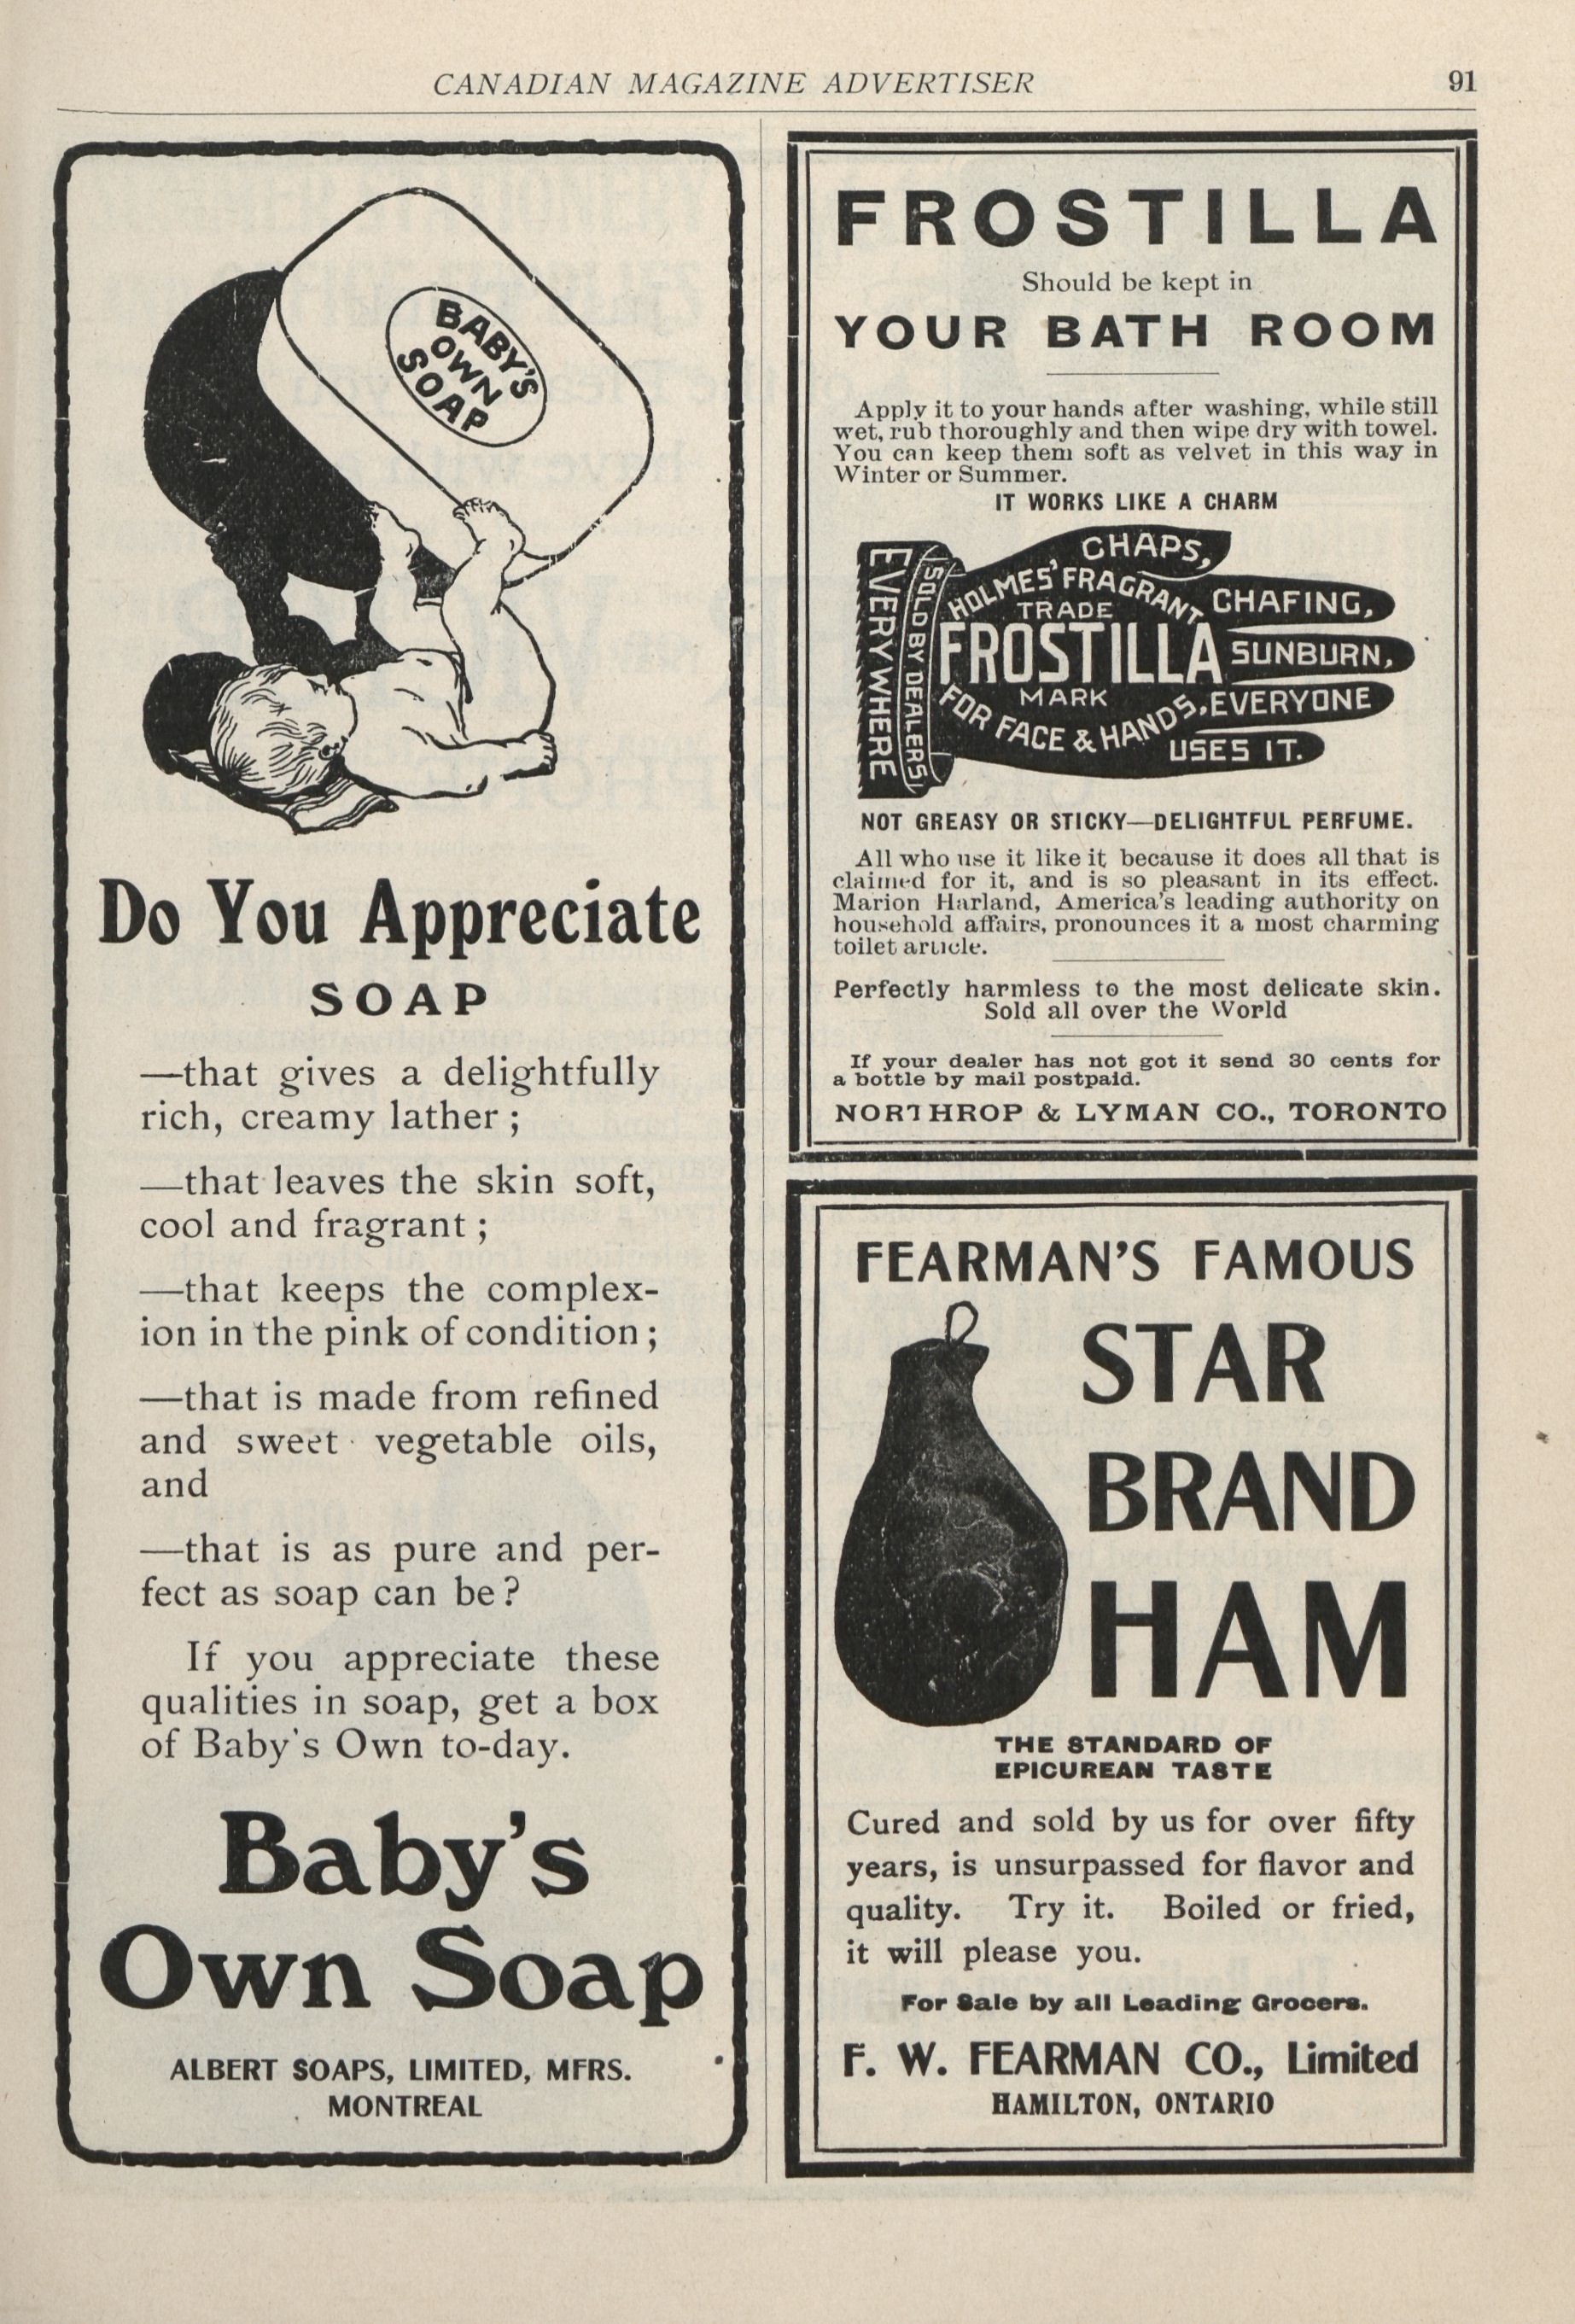 CANADIAN MAGAZINE ADVERTISER
91
BABY'S
OWN
SOAP
Do You Appreciate
SOAP
—that gives a delightfully
rich, creamy lather;
—that leaves the skin soft,
cool and fragrant;
—that keeps the complex-
ion in the pink of condition;
—that is made from refined
and sweet vegetable oils,
and
—that is as pure and per-
fect as soap can be?
If you appreciate these
qualities in soap, get a box
of Baby's Own to-day.
Baby's
Own Soap
ALBERT SOAPS, LIMITED, MFRS.
MONTREAL
FROSTILLA
Should be kept in
YOUR BATH ROOM
Apply it to your hands after washing, while still
wet, rub thoroughly and then wipe dry with towel.
You can keep them soft as velvet in this way in
Winter or Summer.
IT WORKS LIKE A CHARM
EVERYWHERE
SOLD BY DEALERS
HOLMES' FRAGRANT
TRADE
FROSTILLA
MARK
FOR FACE & HANDS.
CHAPS,
CHAFING,
SUNBURN,
EVERYONE
USES IT.
NOT GREASY OR STICKY—DELIGHTFUL PERFUME.
All who use it like it because it does all that is
claimed for it, and is so pleasant in its effect.
Marion Harland, America's leading authority on
household affairs, pronounces it a most charming
toilet article.
Perfectly harmless to the most delicate skin.
Sold all over the World
If your dealer has not got it send 30 cents for
a bottle by mail postpaid.
NORTHROP & LYMAN CO., TORONTO
FEARMAN'S FAMOUS
STAR
BRAND
HAM
THE STANDARD OF
EPICUREAN TASTE
Cured and sold by us for over fifty
years, is unsurpassed for flavor and
quality. Try it. Boiled or fried,
it will please you.
For Sale by all Leading Grocers.
F. W. FEARMAN CO., Limited
HAMILTON, ONTARIO